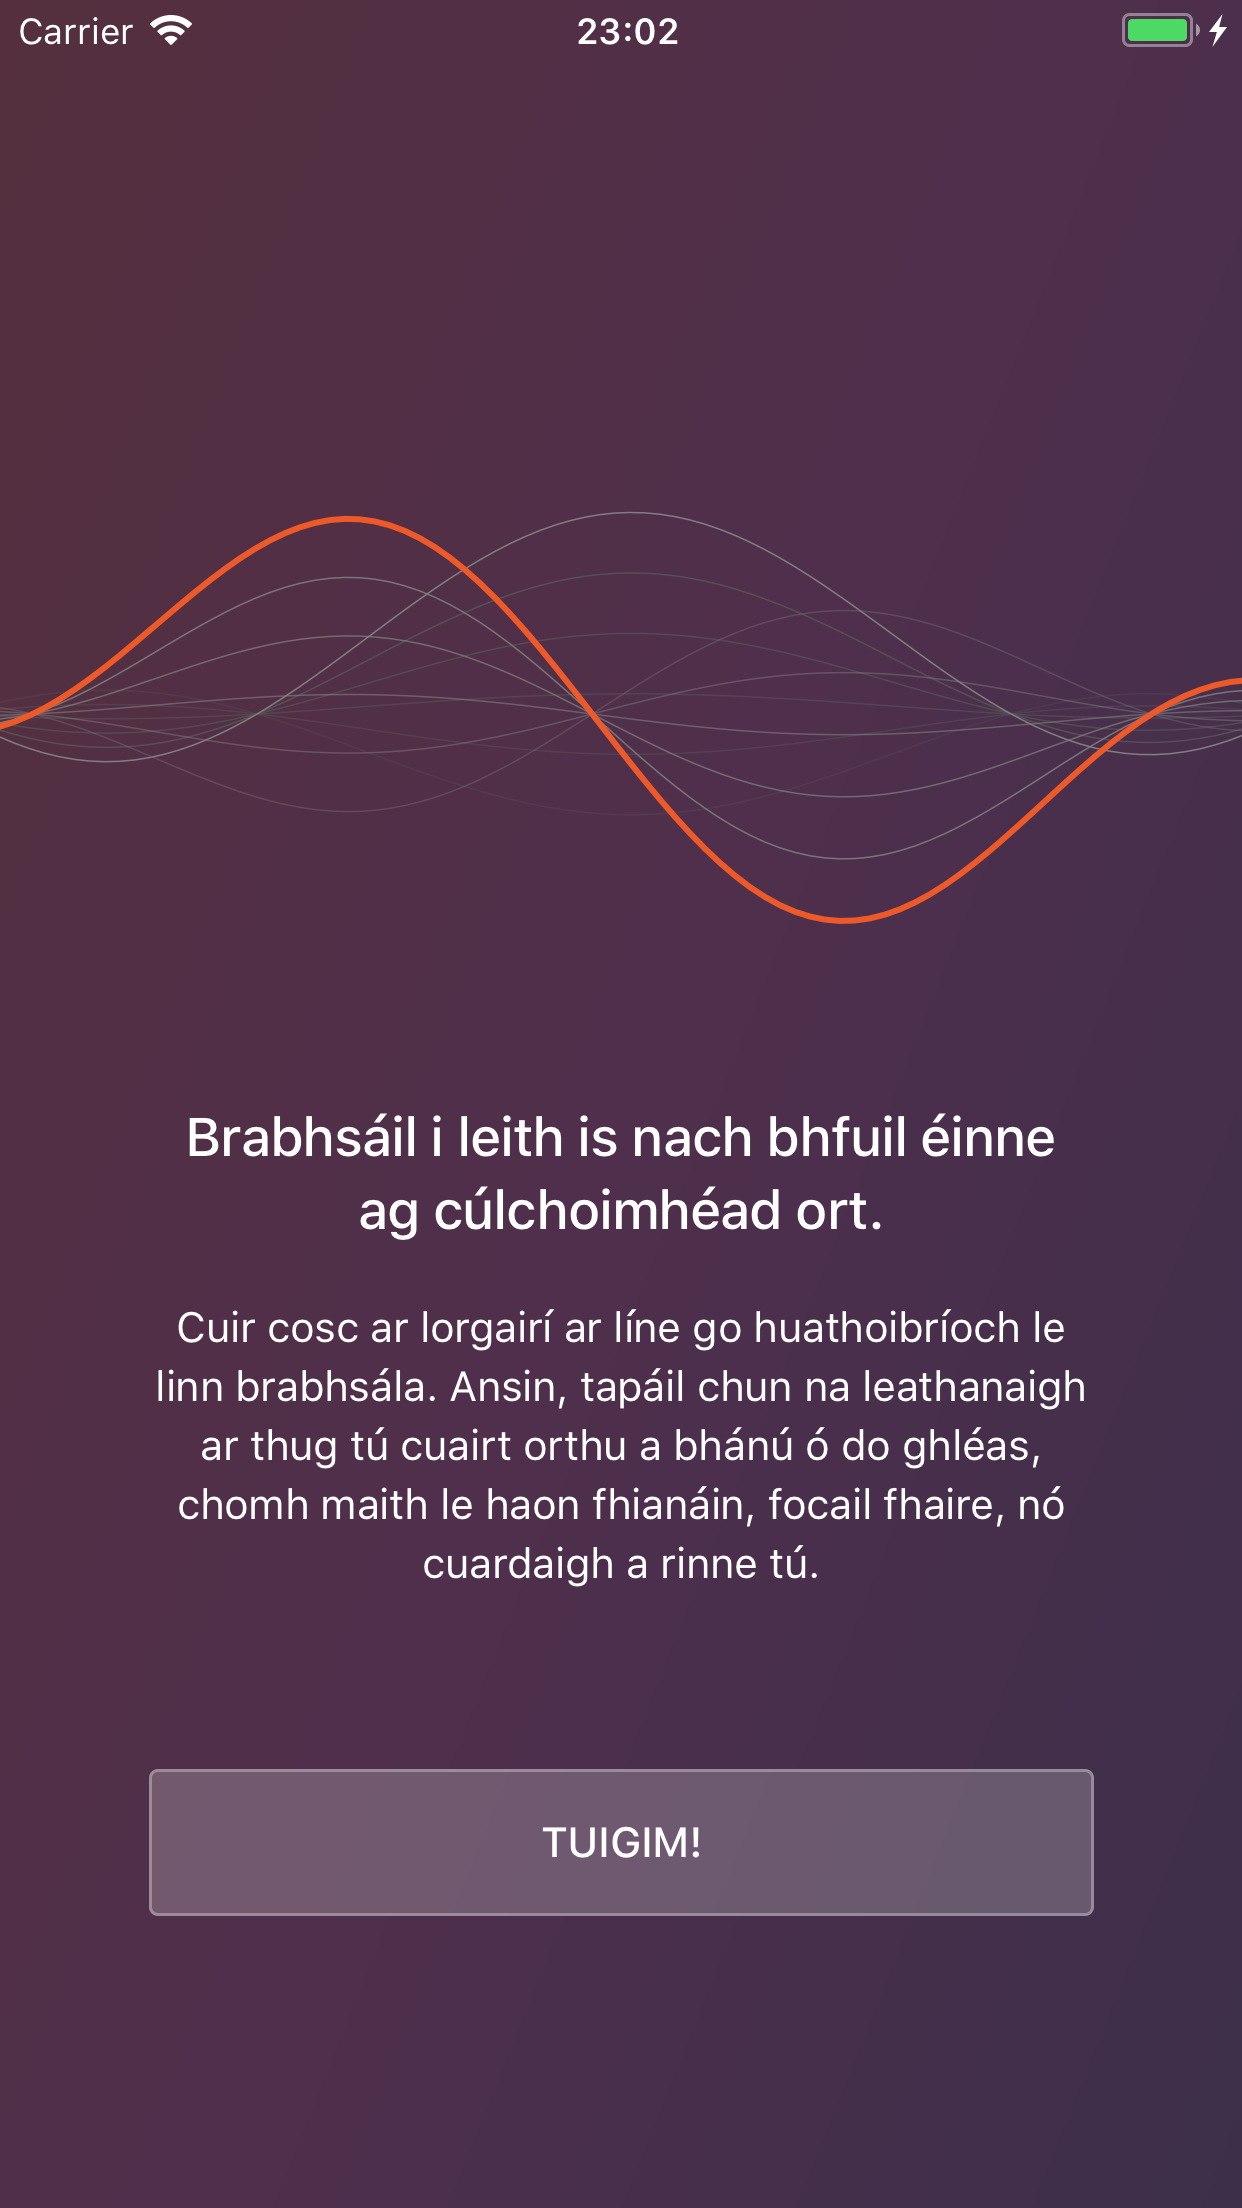 Carrier
23:02
Brabhsáil i leith is nach bhfuil éinne
ag cúlchoimhéad ort.
Cuir cosc ar lorgairí ar líne go huathoibríoch le
linn brabhsála. Ansin, tapáil chun na leathanaigh
ar thug tú cuairt orthu a bhánú ó do ghléas,
chomh maith le haon fhianáin, focail fhaire, nó
cuardaigh a rinne tú.
TUIGIM!